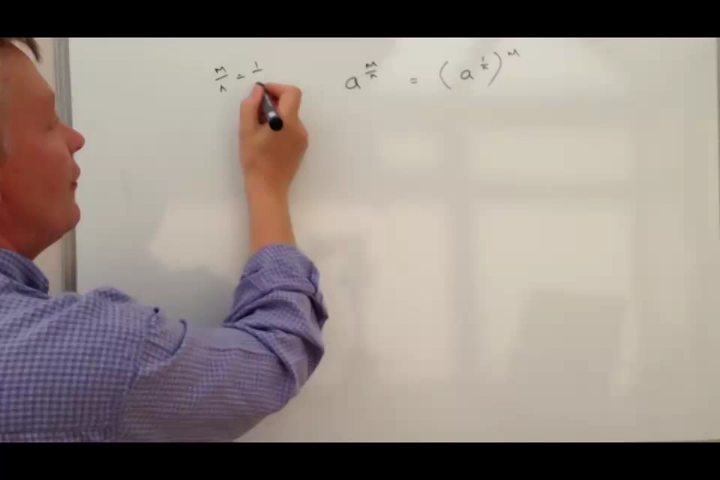 m/n = 1/
a^(m/n) = (a^(1/n))^m